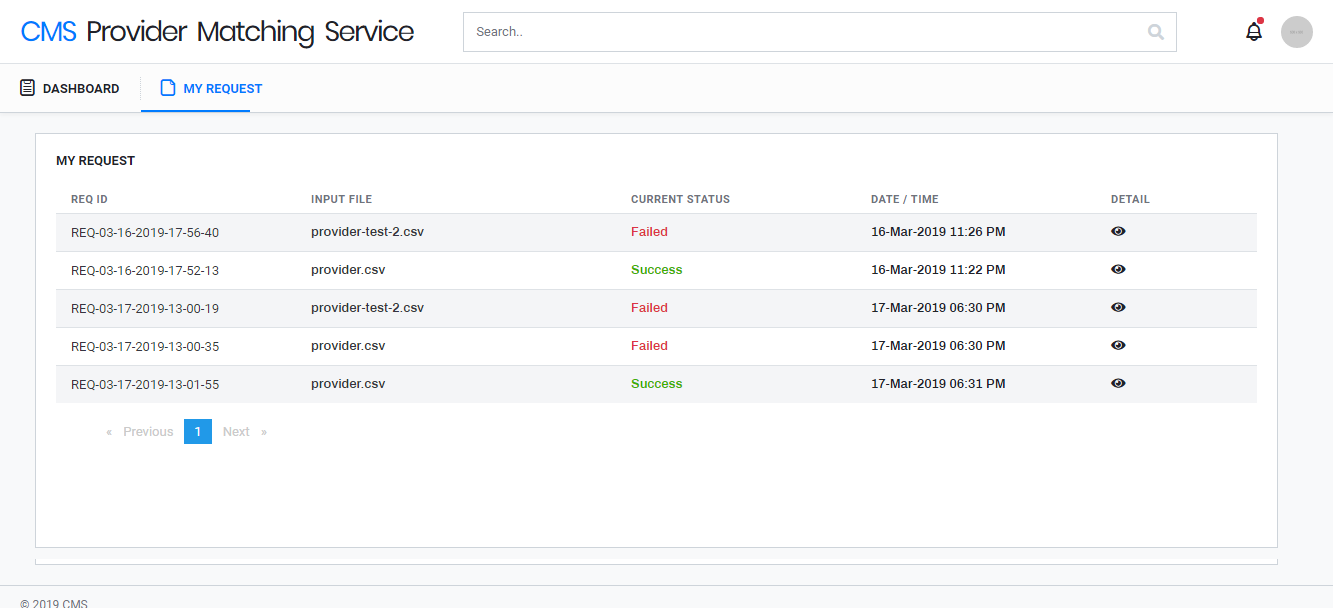 CMS Provider Matching Service
Search..
DASHBOARD
MY REQUEST
MY REQUEST
REQ ID INPUT FILE CURRENT STATUS DATE / TIME DETAIL
REQ-03-16-2019-17-56-40 provider-test-2.csv Failed 16-Mar-2019 11:26 PM
REQ-03-16-2019-17-52-13 provider.csv Success 16-Mar-2019 11:22 PM
REQ-03-17-2019-13-00-19 provider-test-2.csv Failed 17-Mar-2019 06:30 PM
REQ-03-17-2019-13-00-35 provider.csv Failed 17-Mar-2019 06:30 PM
REQ-03-17-2019-13-01-55 provider.csv Success 17-Mar-2019 06:31 PM
« Previous 1 Next »
© 2019 CMS